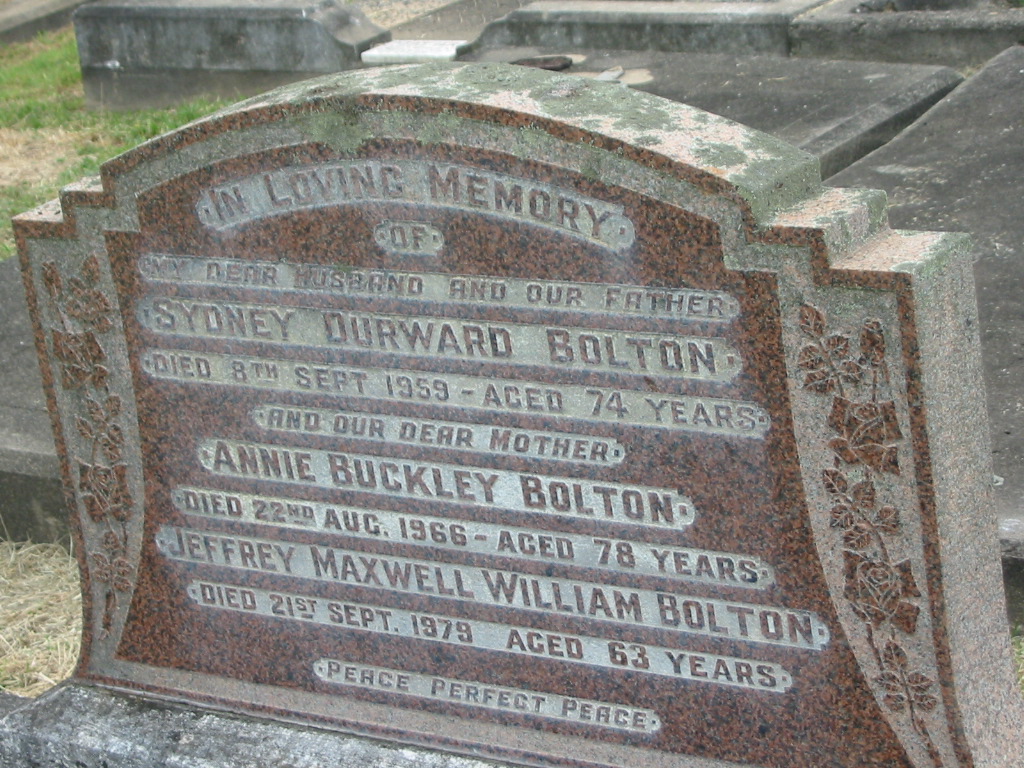 IN LOVING MEMORY
OF
MY DEAR HUSBAND AND OUR FATHER
SYDNEY DURWARD BOLTON
DIED 8TH SEPT 1959 - AGED 74 YEARS
AND OUR DEAR MOTHER
ANNIE BUCKLEY BOLTON
DIED 22ND AUG. 1966 - AGED 78 YEARS
JEFFREY MAXWELL WILLIAM BOLTON
DIED 21ST SEPT. 1979 AGED 63 YEARS
PEACE PERFECT PEACE